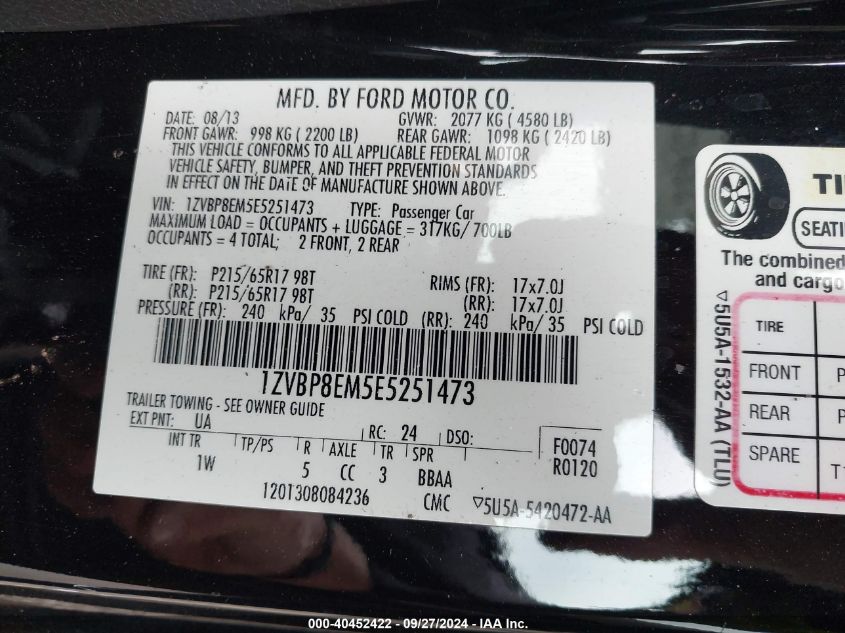 MFD. BY FORD MOTOR CO.
DATE: 08/13 GVWR: 2077 KG ( 4580 LB)
FRONT GAWR: 998 KG ( 2200 LB) REAR GAWR: 1098 KG ( 2420 LB)
THIS VEHICLE CONFORMS TO ALL APPLICABLE FEDERAL MOTOR
VEHICLE SAFETY, BUMPER, AND THEFT PREVENTION STANDARDS
IN EFFECT ON THE DATE OF MANUFACTURE SHOWN ABOVE.
VIN: 1ZVBP8EM5E5251473 TYPE: Passenger Car
MAXIMUM LOAD = OCCUPANTS + LUGGAGE = 317KG/ 700LB
OCCUPANTS = 4 TOTAL; 2 FRONT, 2 REAR
TIRE (FR): P215/65R17 98T RIMS (FR): 17x7.0J
(RR): P215/65R17 98T (RR): 17x7.0J
PRESSURE (FR): 240 kPa/ 35 PSI COLD (RR): 240 kPa/ 35 PSI COLD
1ZVBP8EM5E5251473
TRAILER TOWING - SEE OWNER GUIDE
EXT PNT: UA RC: 24 DSO: F0074
INT TR TP/PS R AXLE TR SPR R0120
1W 5 CC 3 BBAA
1201308084236 CMC ▽5U5A-5420472-AA
TI
SEATI
The combined
and cargo
▽5U5A-1532-AA (TLU)
TIRE
FRONT P
REAR P
SPARE T1
000-40452422 - 09/27/2024 - IAA Inc.